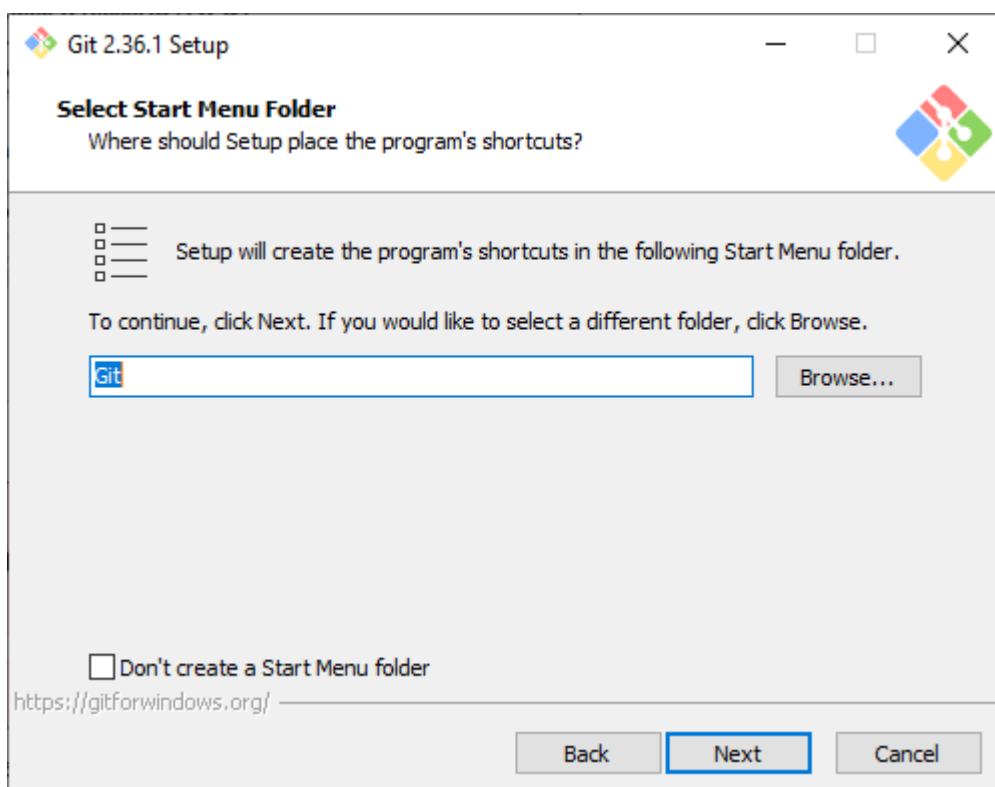 Git 2.36.1 Setup
Select Start Menu Folder
Where should Setup place the program's shortcuts?
Setup will create the program's shortcuts in the following Start Menu folder.
To continue, click Next. If you would like to select a different folder, click Browse.
Git
Browse...
Don't create a Start Menu folder
https://gitforwindows.org/
Back
Next
Cancel